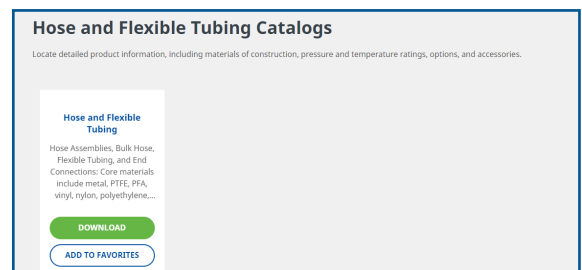 Hose and Flexible Tubing Catalogs
Locate detailed product information, including materials of construction, pressure and temperature ratings, options, and accessories.
Hose and Flexible
Tubing
Hose Assemblies, Bulk Hose,
Flexible Tubing, and End
Connections: Core materials
include metal, PTFE, PFA,
vinyl, nylon, polyethylene,...
DOWNLOAD
ADD TO FAVORITES